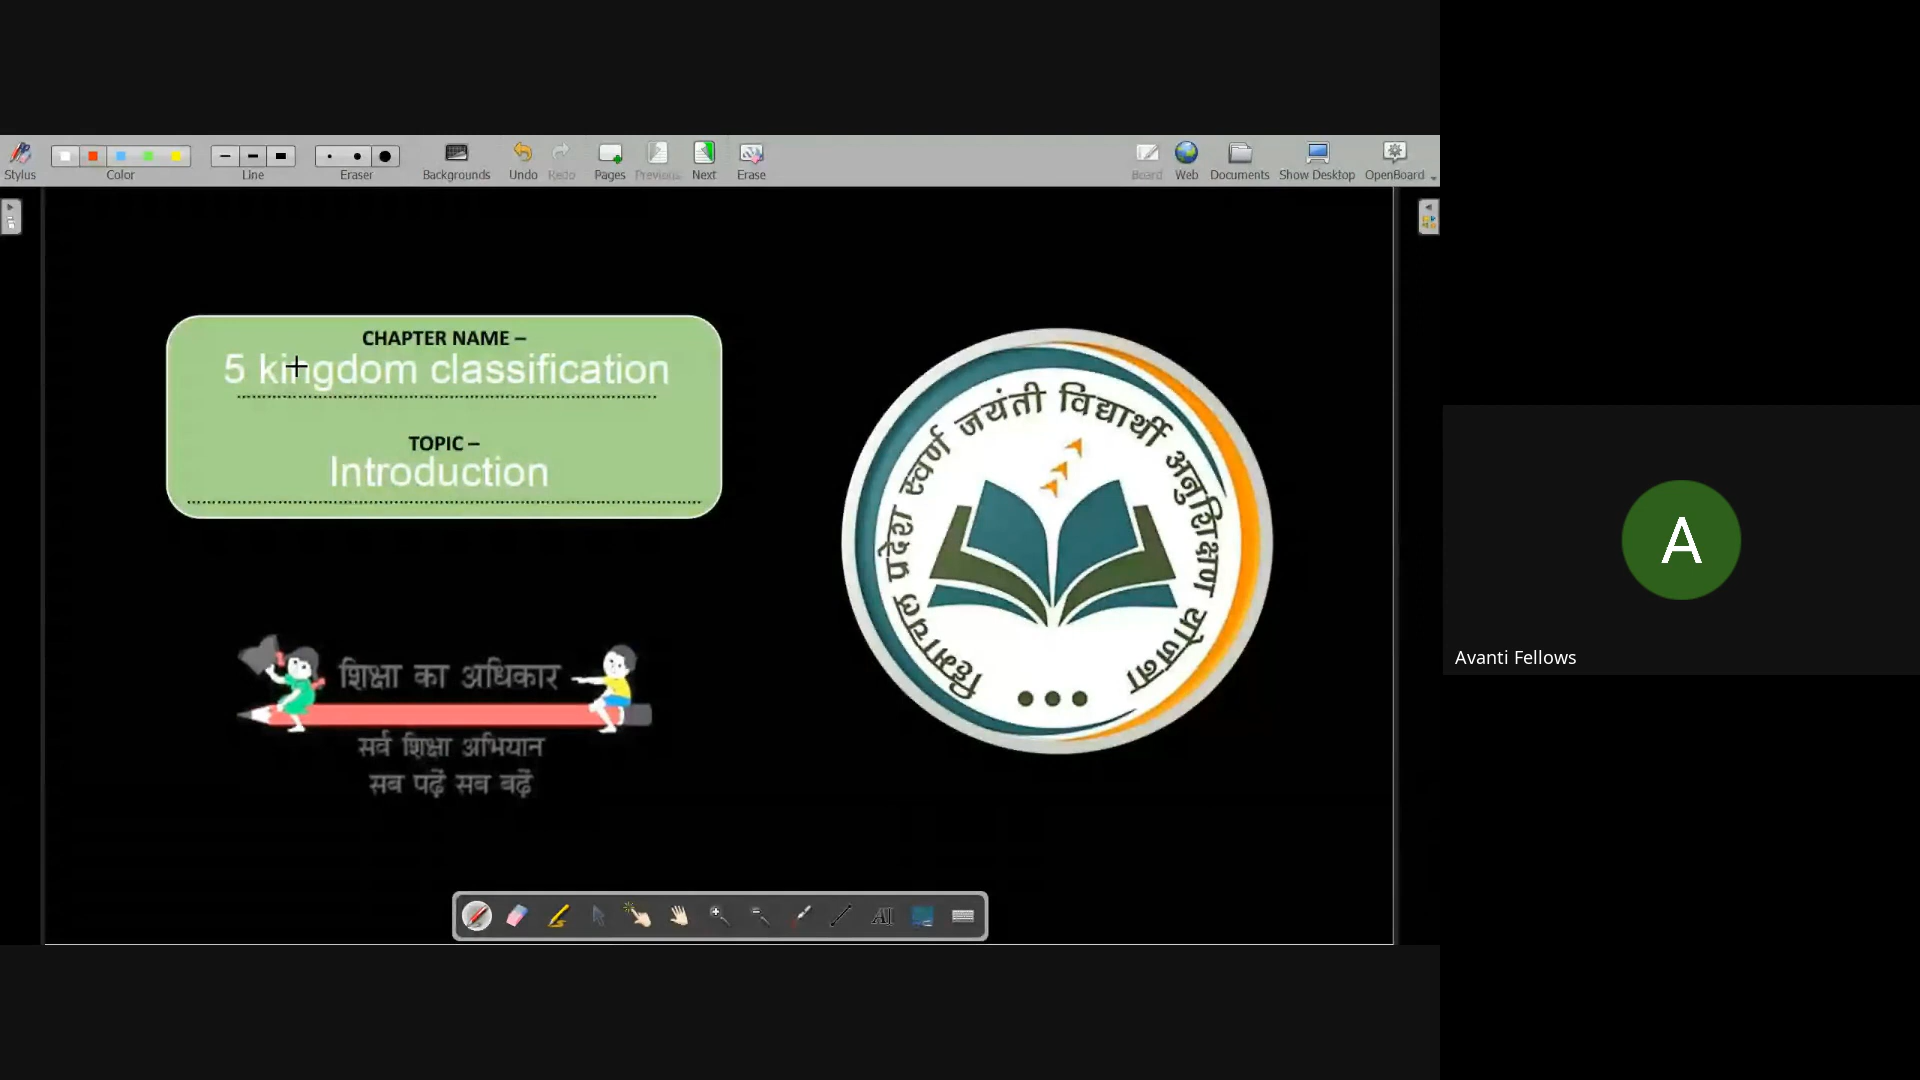 Stylus
Color
Line
Eraser
Backgrounds
Undo
Redo
Pages
Previous
Next
Erase
Board
Web
Documents
Show Desktop
OpenBoard
CHAPTER NAME –
5 kingdom classification
TOPIC –
Introduction
हिमाचल प्रदेश स्वर्ण जयंती विद्यार्थी अनुशिक्षण योजना
शिक्षा का अधिकार
सर्व शिक्षा अभियान
सब पढ़ें सब बढ़ें
AI
A
Avanti Fellows